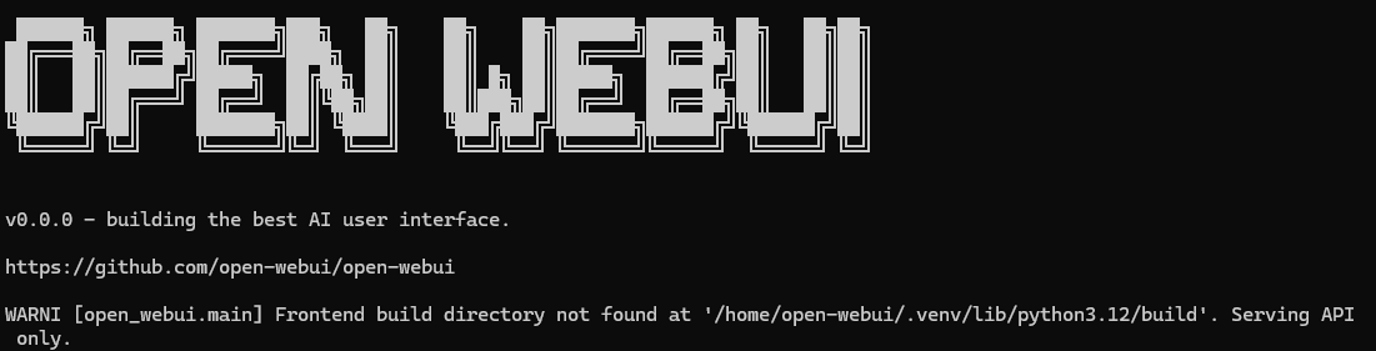 OPEN WEBUI
v0.0.0 - building the best AI user interface.
https://github.com/open-webui/open-webui
WARNI [open_webui.main] Frontend build directory not found at '/home/open-webui/.venv/lib/python3.12/build'. Serving API
only.